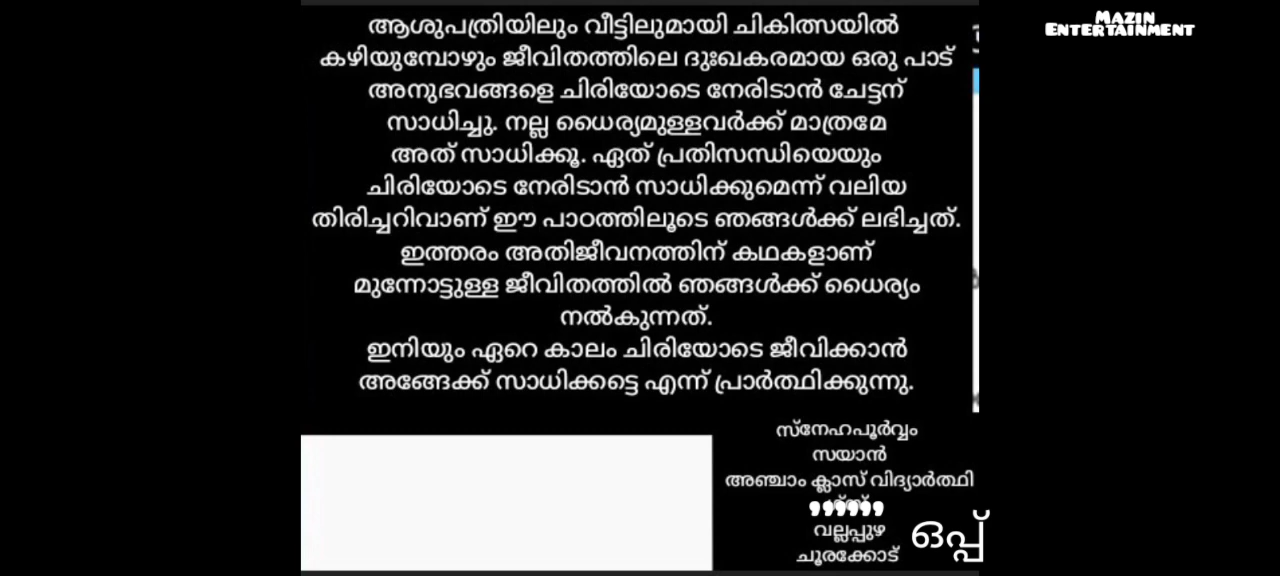 ആശുപത്രിയിലും വീട്ടിലുമായി ചികിത്സയിൽ
കഴിയുമ്പോഴും ജീവിതത്തിലെ ദുഃഖകരമായ ഒരു പാട്
അനുഭവങ്ങളെ ചിരിയോടെ നേരിടാൻ ചേട്ടന്
സാധിച്ചു. നല്ല ധൈര്യമുള്ളവർക്ക് മാത്രമേ
അത് സാധിക്കൂ. ഏത് പ്രതിസന്ധിയെയും
ചിരിയോടെ നേരിടാൻ സാധിക്കുമെന്ന് വലിയ
തിരിച്ചറിവാണ് ഈ പാഠത്തിലൂടെ ഞങ്ങൾക്ക് ലഭിച്ചത്.
ഇത്തരം അതിജീവനത്തിന് കഥകളാണ്
മുന്നോട്ടുള്ള ജീവിതത്തിൽ ഞങ്ങൾക്ക് ധൈര്യം
നൽകുന്നത്.
ഇനിയും ഏറെ കാലം ചിരിയോടെ ജീവിക്കാൻ
അങ്ങേക്ക് സാധിക്കട്ടെ എന്ന് പ്രാർത്ഥിക്കുന്നു.
സ്നേഹപൂർവ്വം
സയാൻ
അഞ്ചാം ക്ലാസ് വിദ്യാർത്ഥി
,,,,,,
വല്ലപ്പുഴ
ചൂരക്കോട്
ഒപ്പ്
Mazin
Entertainment